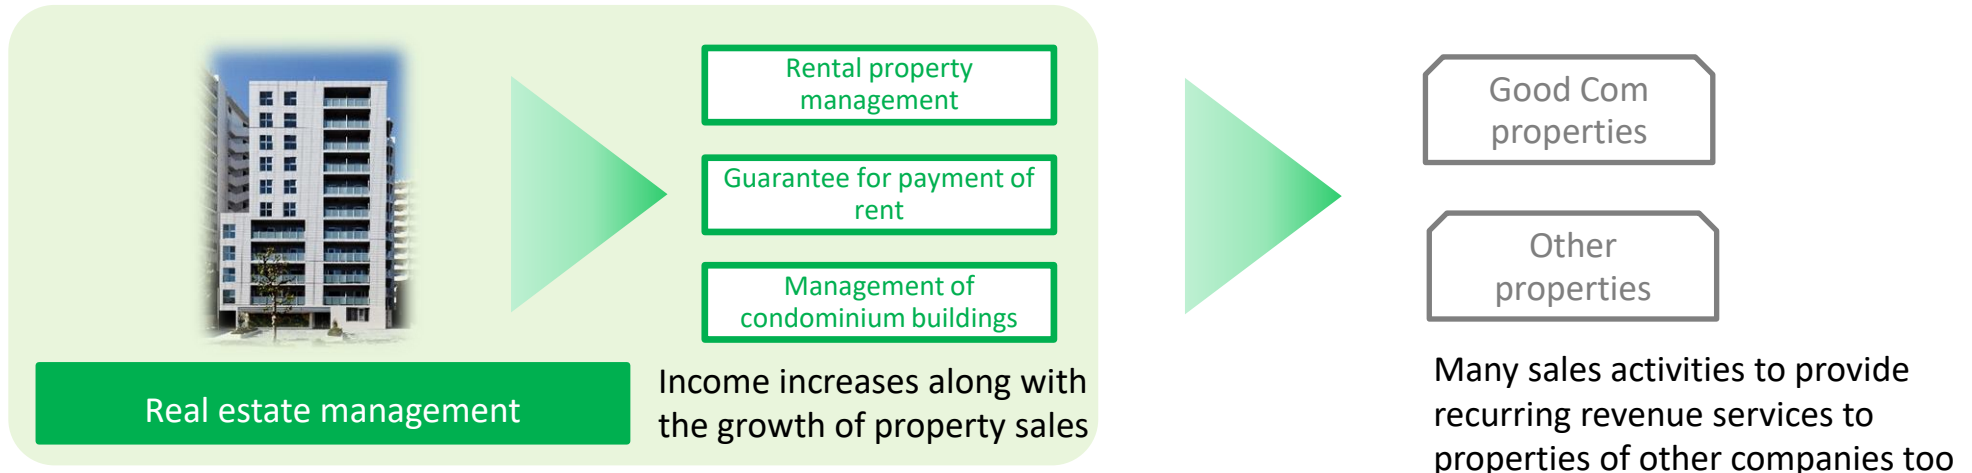 Rental property
management
Guarantee for payment of
rent
Management of
condominium buildings
Real estate management
Income increases along with
the growth of property sales
Good Com
properties
Other
properties
Many sales activities to provide
recurring revenue services to
properties of other companies too